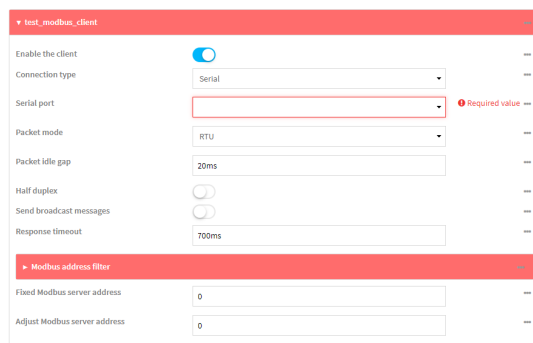 test_modbus_client
Enable the client
Connection type Serial
Serial port Required value
Packet mode RTU
Packet idle gap 20ms
Half duplex
Send broadcast messages
Response timeout 700ms
Modbus address filter
Fixed Modbus server address 0
Adjust Modbus server address 0